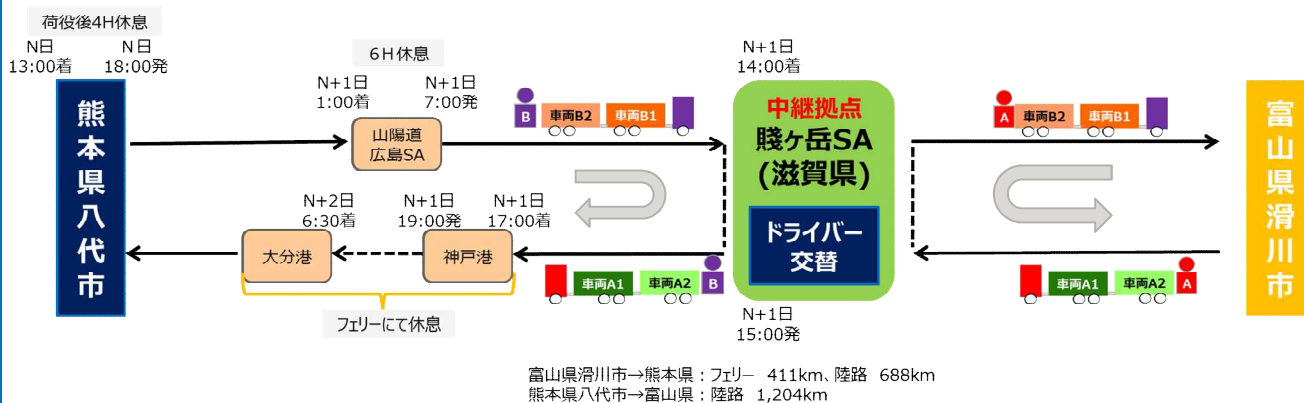 荷役後4H休息
N日
13:00着
N日
18:00発
熊本県八代市
6H休息
N+1日
1:00着
N+1日
7:00発
山陽道
広島SA
B
車両B2
車両B1
N+1日
14:00着
中継拠点
賤ヶ岳SA
(滋賀県)
ドライバー
交替
N+1日
15:00発
A
車両B2
車両B1
富山県滑川市
N+2日
6:30着
N+1日
19:00発
N+1日
17:00着
大分港
神戸港
フェリーにて休息
車両A1
車両A2
B
車両A1
車両A2
A
富山県滑川市→熊本県：フェリー 411km、陸路 688km
熊本県八代市→富山県：陸路 1,204km